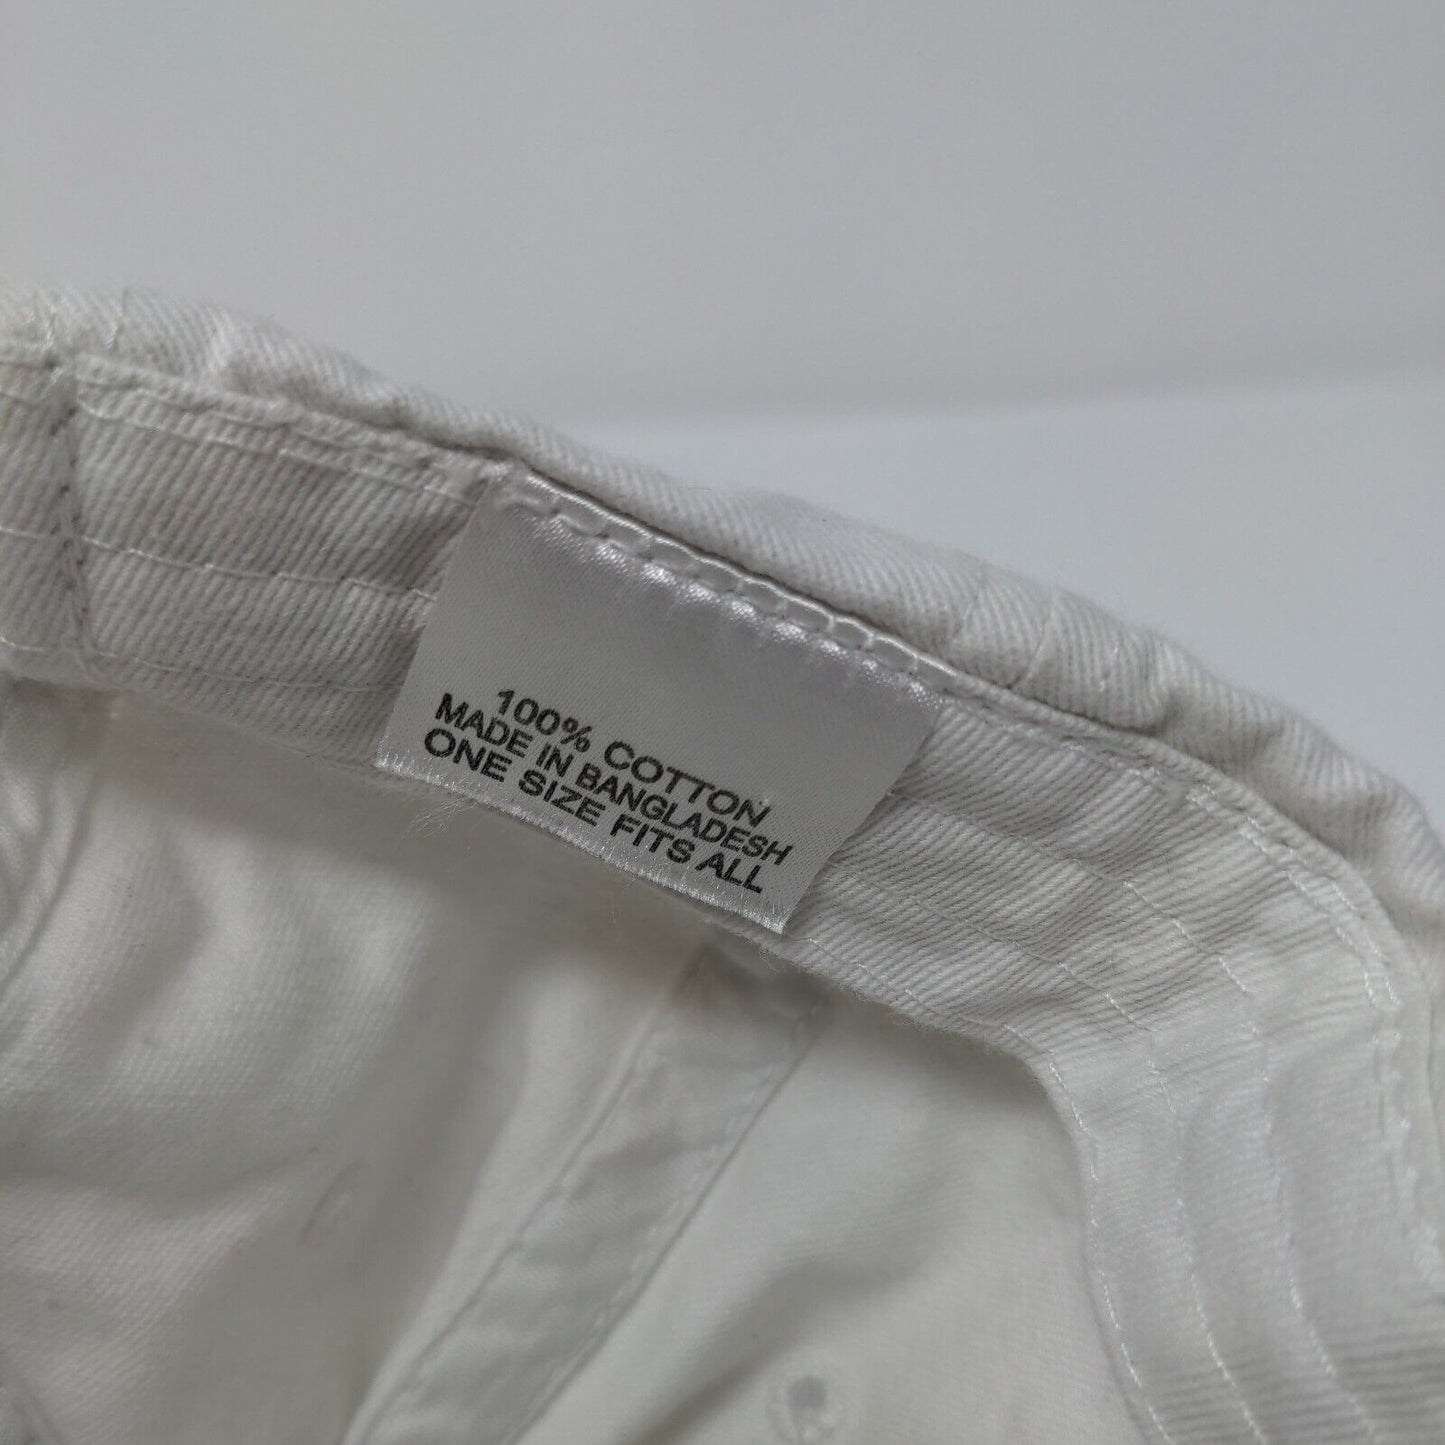 100% COTTON
MADE IN BANGLADESH
ONE SIZE FITS ALL